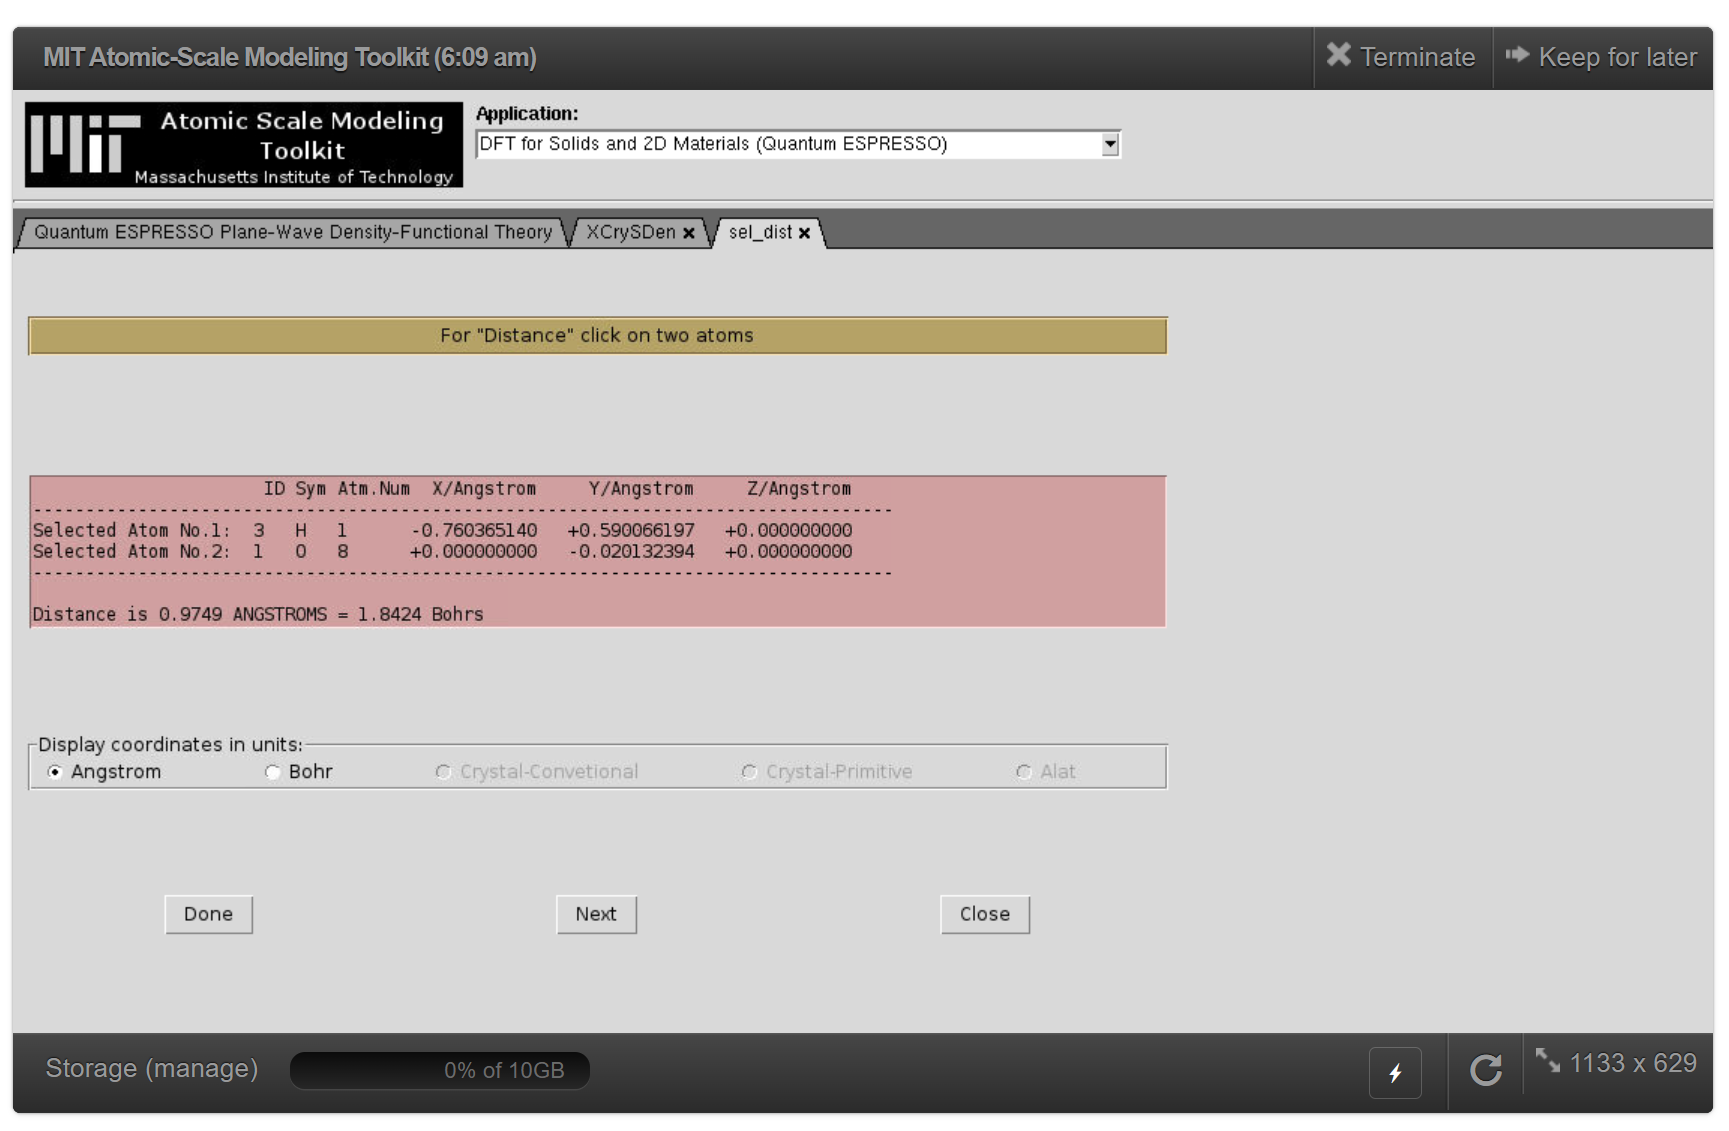 MIT Atomic-Scale Modeling Toolkit (6:09 am)
Terminate
Keep for later
MIT
Atomic Scale Modeling
Toolkit
Massachusetts Institute of Technology
Application:
DFT for Solids and 2D Materials (Quantum ESPRESSO)
Quantum ESPRESSO Plane-Wave Density-Functional Theory
XCrySDen
sel_dist
For "Distance" click on two atoms
ID Sym Atm.Num X/Angstrom Y/Angstrom Z/Angstrom
----------------------------------------------------------------------------------
Selected Atom No.1: 3 H 1 -0.760365140 +0.590066197 +0.000000000
Selected Atom No.2: 1 O 8 +0.000000000 -0.020132394 +0.000000000
----------------------------------------------------------------------------------
Distance is 0.9749 ANGSTROMS = 1.8424 Bohrs
Display coordinates in units:
Angstrom Bohr Crystal-Convetional Crystal-Primitive Alat
Done Next Close
Storage (manage)
0% of 10GB
1133 x 629